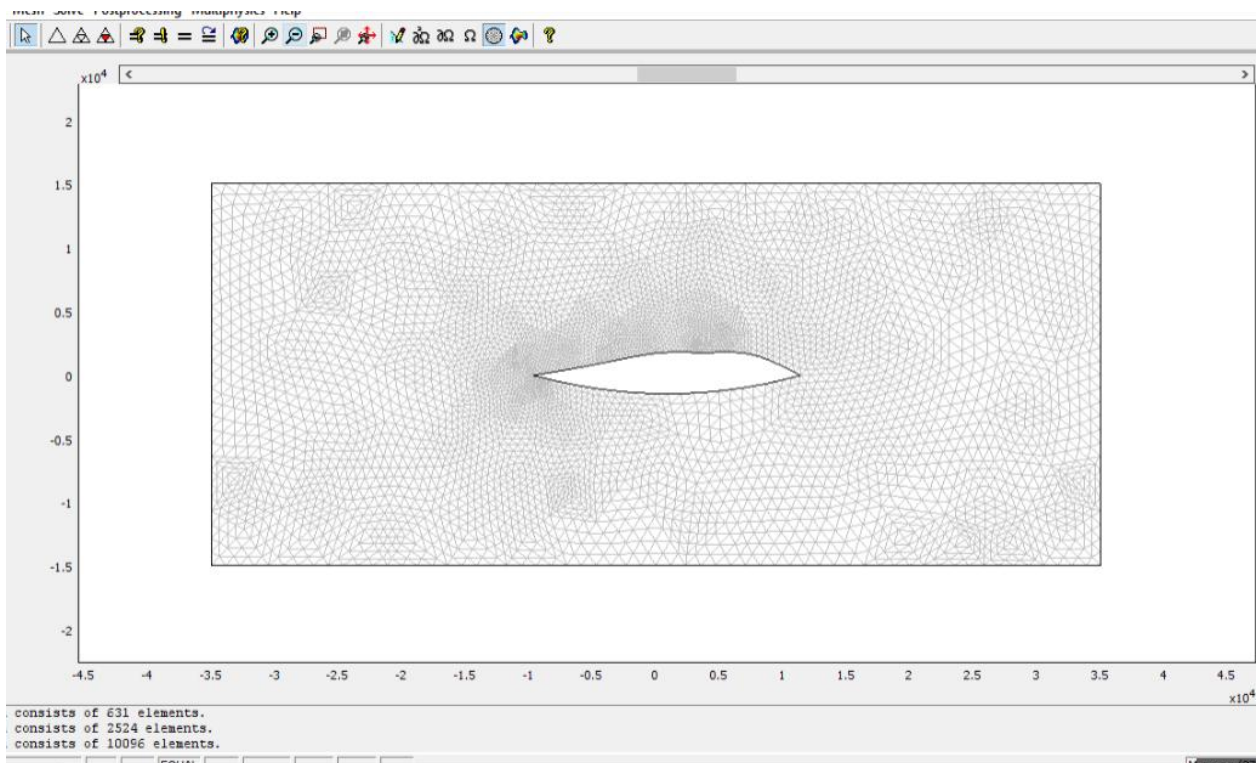 Mesh Solve Postprocessing Multiphysics Help
= ? ∂Ω Ω ?
x10^4 < >
2
1.5
1
0.5
0
-0.5
-1
-1.5
-2
-4.5 -4 -3.5 -3 -2.5 -2 -1.5 -1 -0.5 0 0.5 1 1.5 2 2.5 3 3.5 4 4.5
x10^4
consists of 631 elements.
consists of 2524 elements.
consists of 10096 elements.
EQUAL